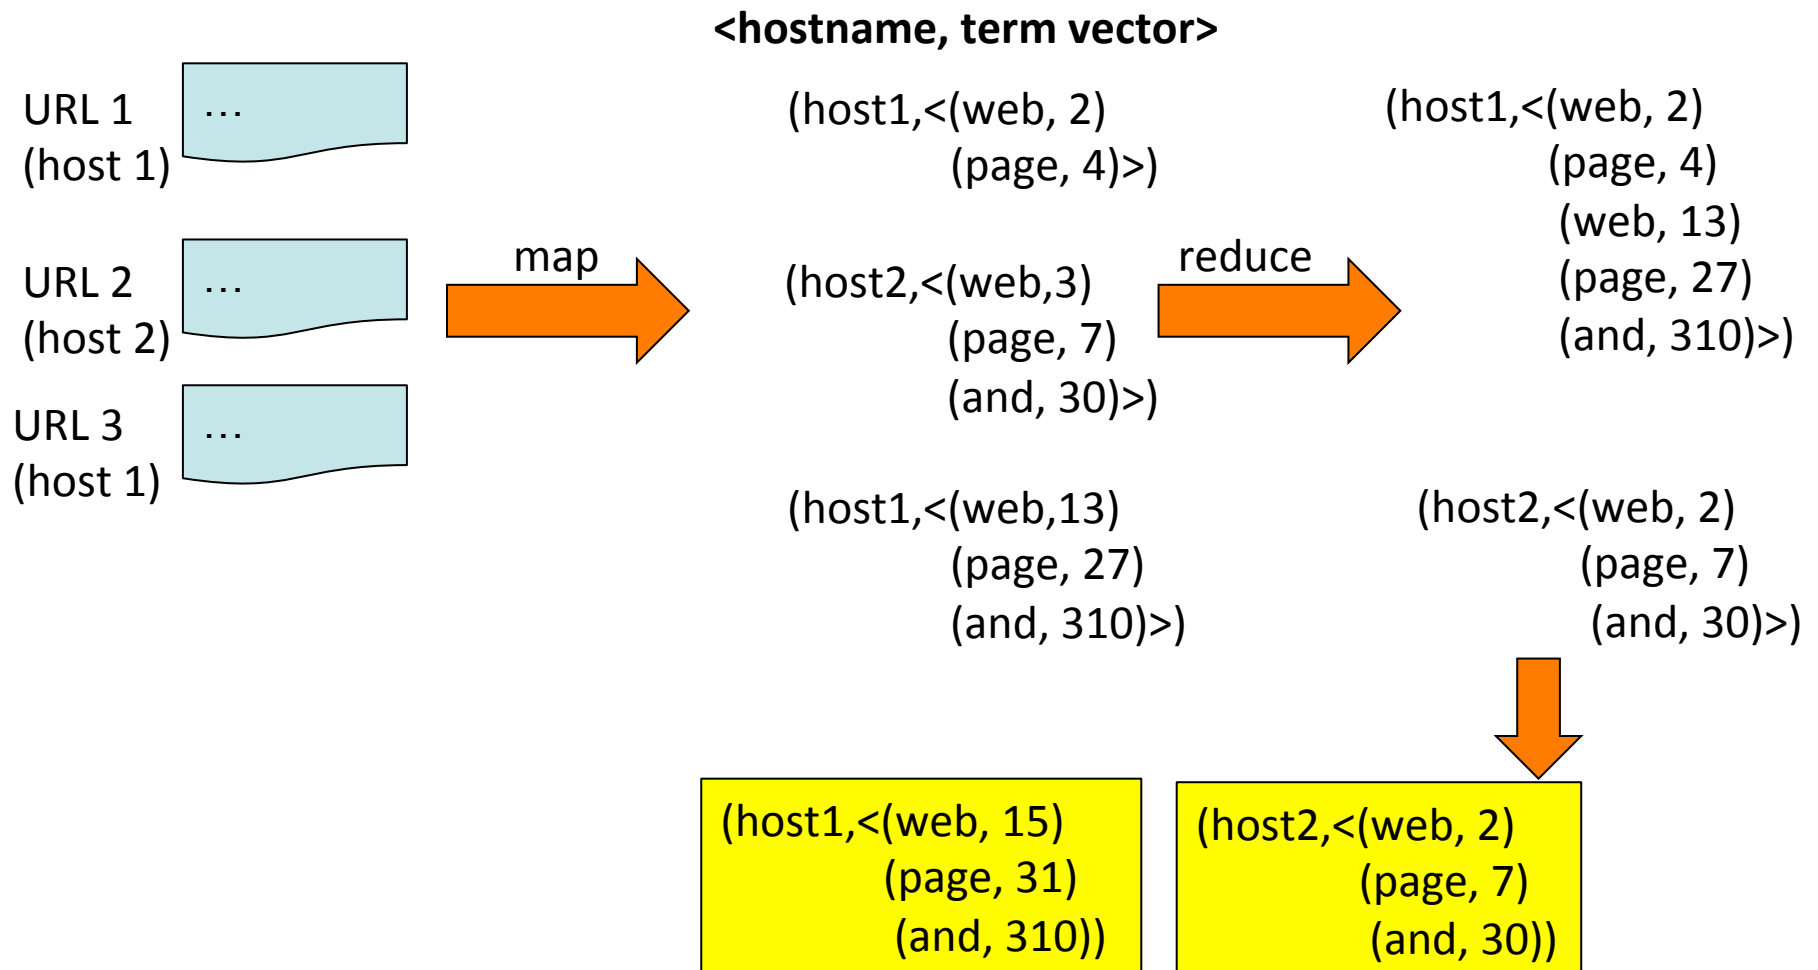 <hostname, term vector>
URL 1
(host 1)
...
URL 2
(host 2)
...
URL 3
(host 1)
...
map
(host1,<(web, 2)
(page, 4)>)
(host2,<(web,3)
(page, 7)
(and, 30)>)
(host1,<(web,13)
(page, 27)
(and, 310)>)
reduce
(host1,<(web, 2)
(page, 4)
(web, 13)
(page, 27)
(and, 310)>)
(host2,<(web, 2)
(page, 7)
(and, 30)>)
(host1,<(web, 15)
(page, 31)
(and, 310))
(host2,<(web, 2)
(page, 7)
(and, 30))